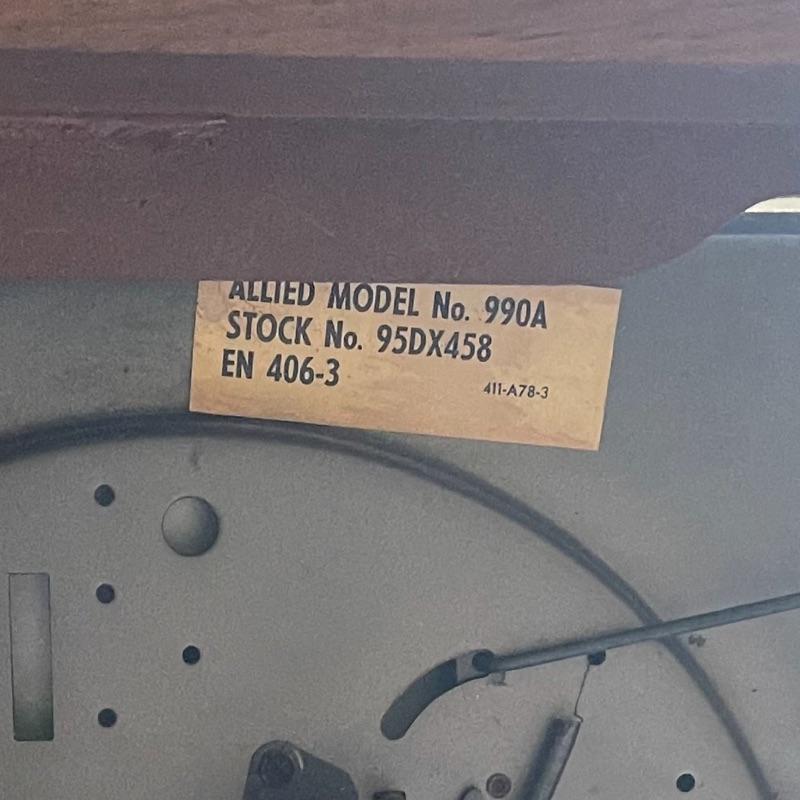 ALLIED MODEL No. 990A
STOCK No. 95DX458
EN 406-3
411-A78-3